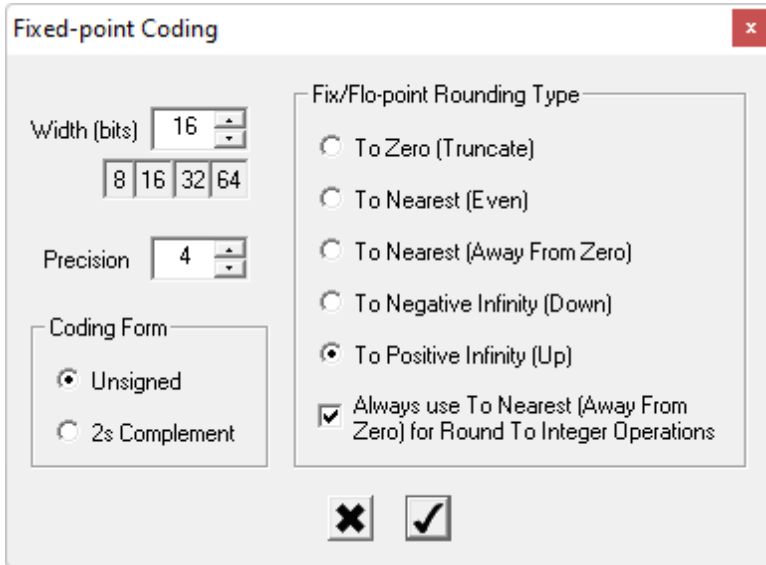 Fixed-point Coding
x
Width (bits) 16
8 16 32 64
Precision 4
Coding Form
Unsigned
2s Complement
Fix/Flo-point Rounding Type
To Zero (Truncate)
To Nearest (Even)
To Nearest (Away From Zero)
To Negative Infinity (Down)
To Positive Infinity (Up)
Always use To Nearest (Away From
Zero) for Round To Integer Operations